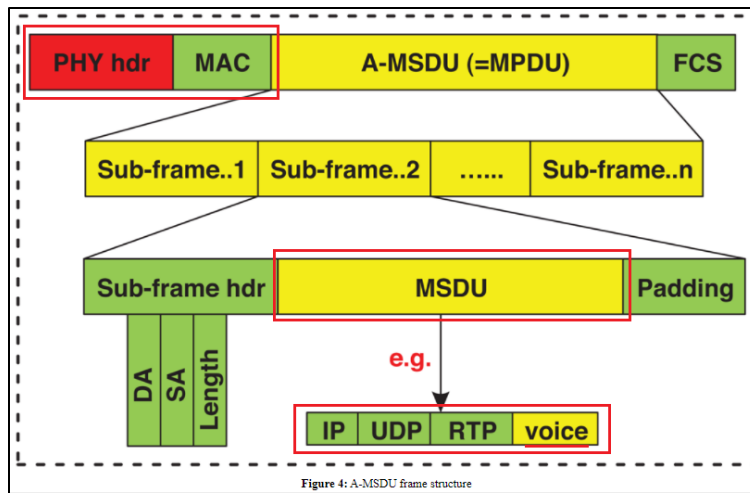 PHY hdr MAC A-MSDU (=MPDU) FCS
Sub-frame..1 Sub-frame..2 …... Sub-frame..n
Sub-frame hdr MSDU Padding
DA SA Length
e.g.
IP UDP RTP voice
Figure 4: A-MSDU frame structure